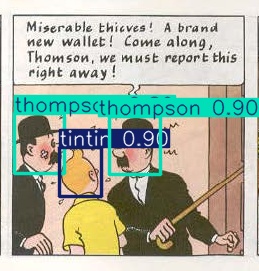 Miserable thieves! A brand
new wallet! Come along,
Thomson, we must report this
right away!
thompson 0.90
tintin 0.90